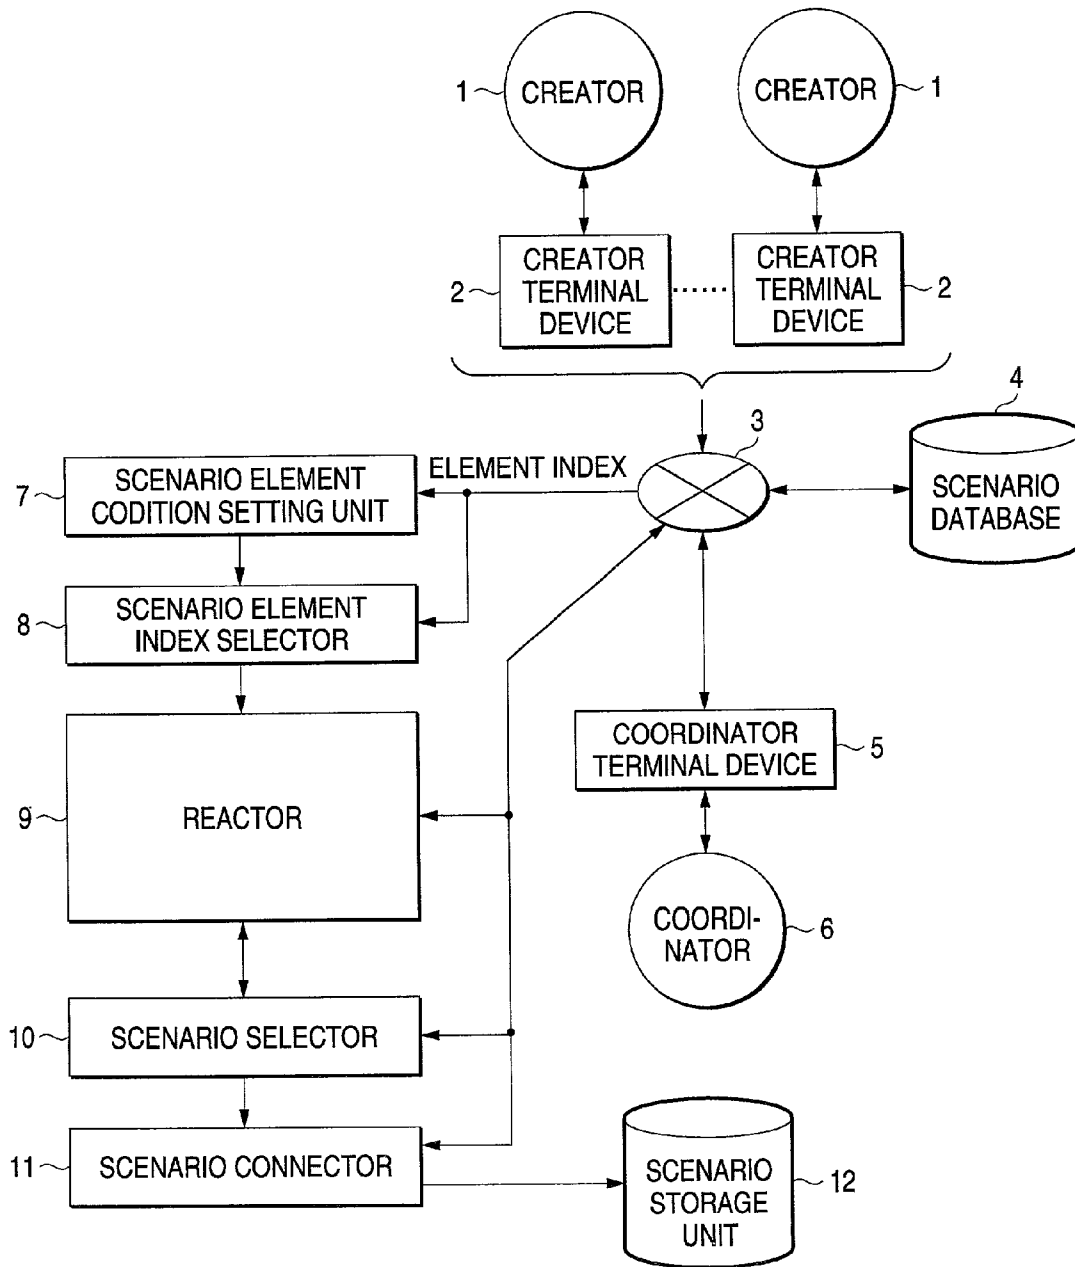 1
CREATOR
CREATOR
1
2
CREATOR
TERMINAL
DEVICE
CREATOR
TERMINAL
DEVICE
2
3
4
SCENARIO
DATABASE
ELEMENT INDEX
7
SCENARIO ELEMENT
CODITION SETTING UNIT
8
SCENARIO ELEMENT
INDEX SELECTOR
9
REACTOR
COORDINATOR
TERMINAL DEVICE
5
COORDI-
NATOR
6
10
SCENARIO SELECTOR
11
SCENARIO CONNECTOR
SCENARIO
STORAGE
UNIT
12